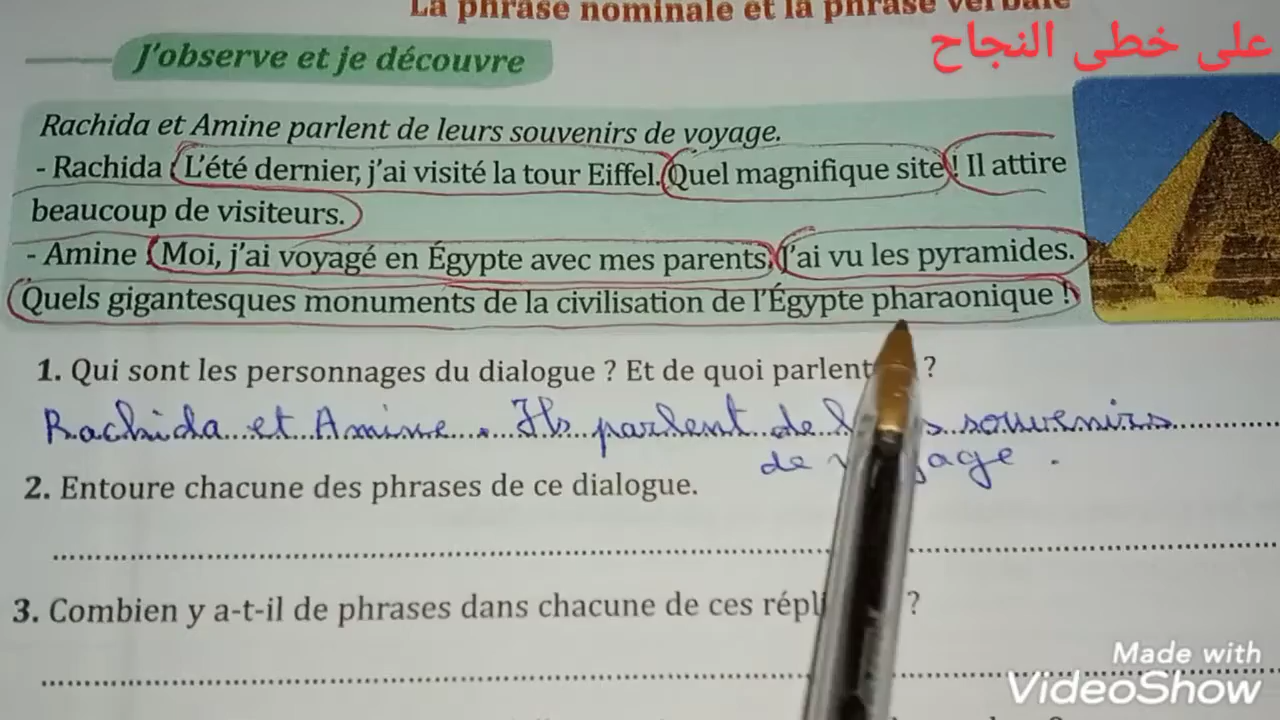 La phrase nominale et la phrase verbale
على خطى النجاح
J'observe et je découvre
Rachida et Amine parlent de leurs souvenirs de voyage.
- Rachida : L'été dernier, j'ai visité la tour Eiffel. Quel magnifique site ! Il attire
beaucoup de visiteurs.
- Amine : Moi, j'ai voyagé en Égypte avec mes parents. J'ai vu les pyramides.
Quels gigantesques monuments de la civilisation de l'Égypte pharaonique !
1. Qui sont les personnages du dialogue ? Et de quoi parlent ?
Rachida et Amine. Ils parlent de souvenirs
de
2. Entoure chacune des phrases de ce dialogue.
3. Combien y a-t-il de phrases dans chacune de ces ?
Made with
VideoShow